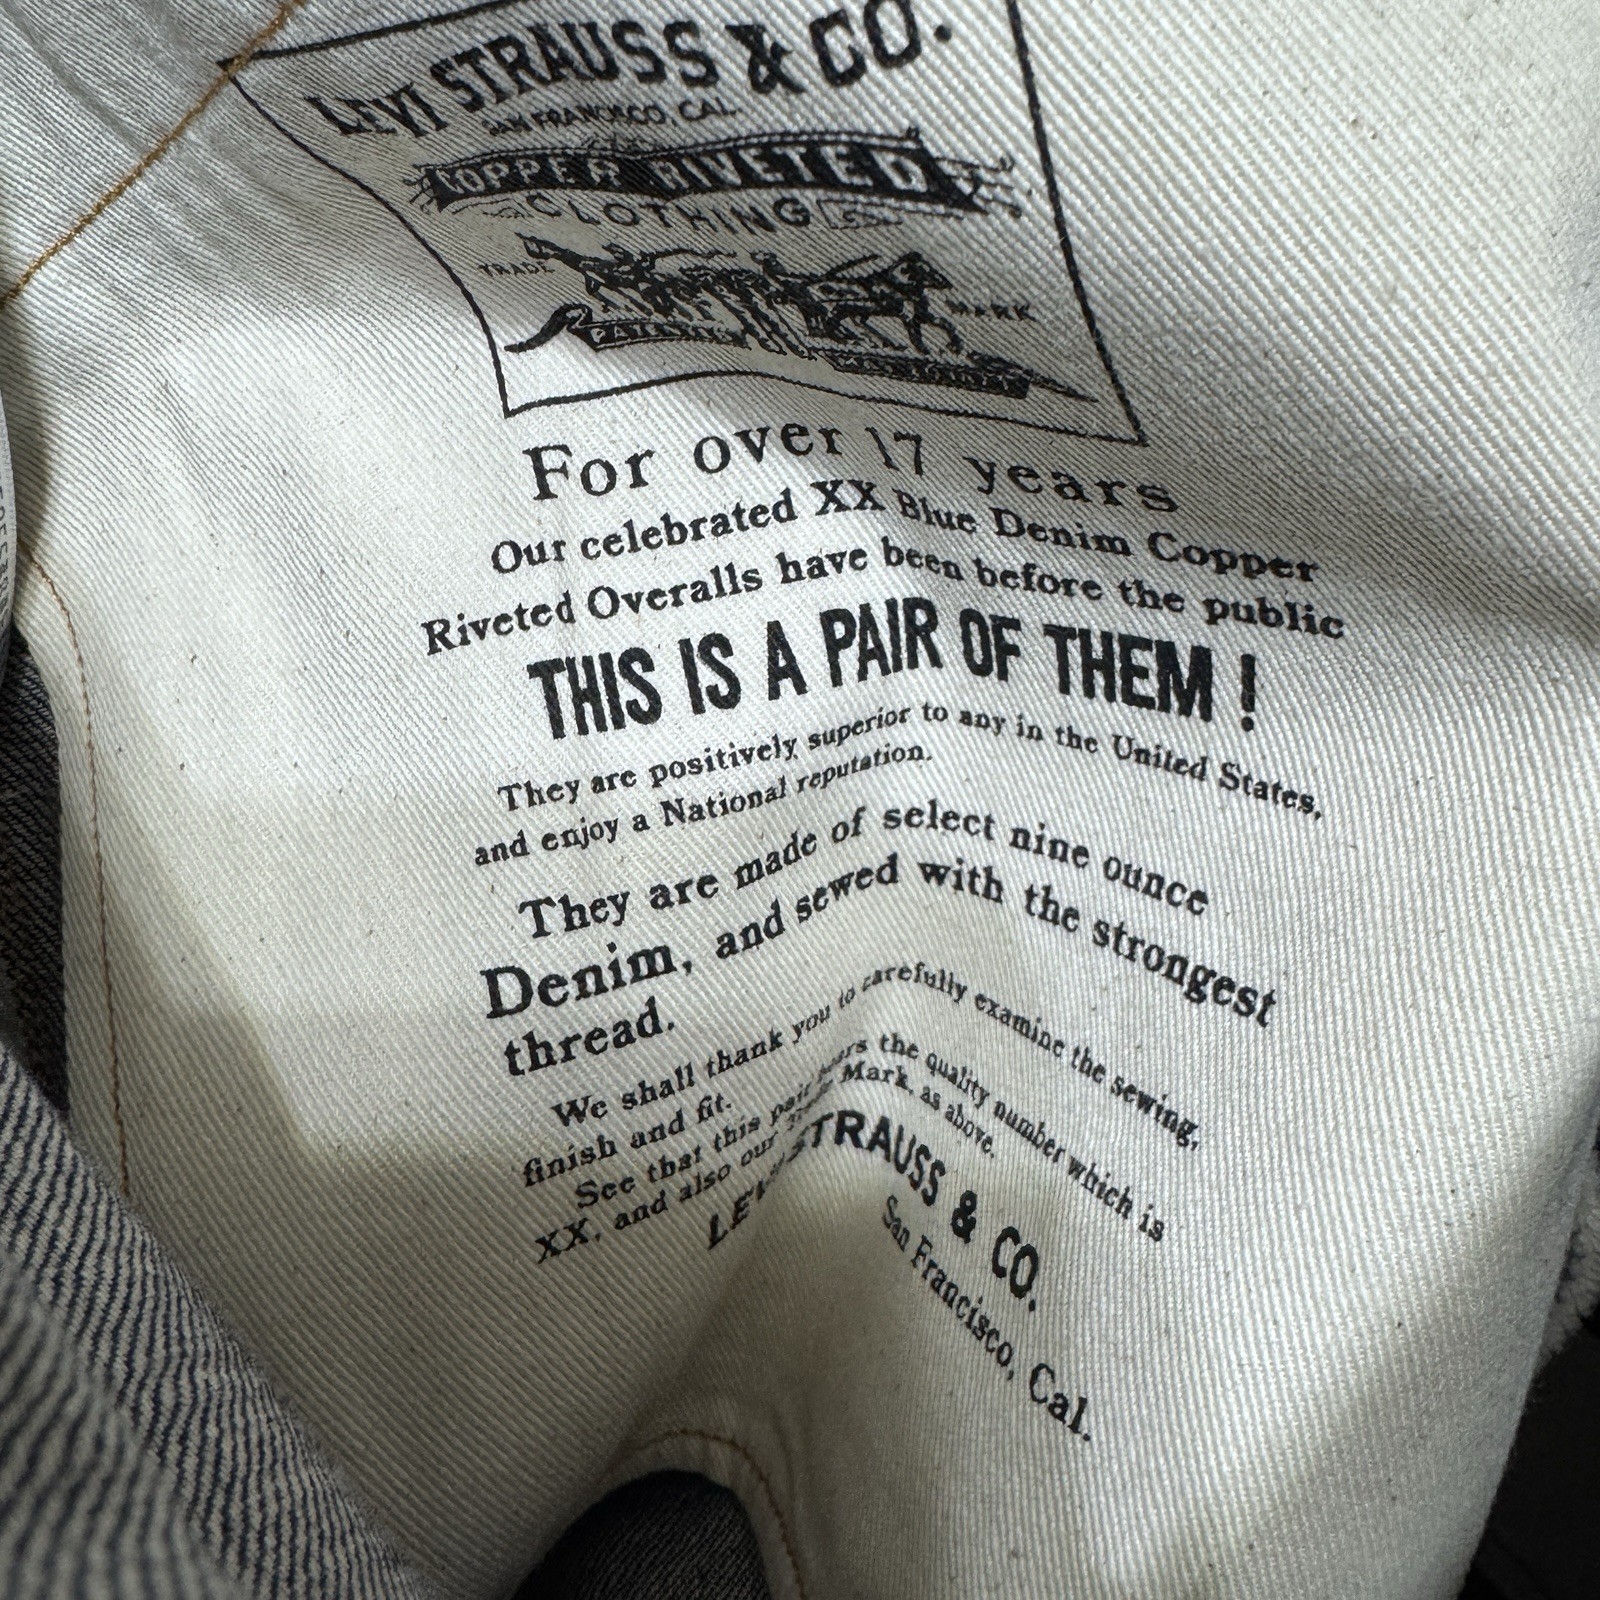 LEVI STRAUSS & CO.
SAN FRANCISCO, CAL.
COPPER RIVETED
CLOTHING
TRADE MARK
For over 17 years
Our celebrated XX Blue Denim Copper
Riveted Overalls have been before the public
THIS IS A PAIR OF THEM !
They are positively superior to any in the United States,
and enjoy a National reputation.
They are made of select nine ounce
Denim, and sewed with the strongest
thread.
We shall thank you to carefully examine the sewing,
finish and fit.
See that this pair bears the quality number which is
XX, and also our Trade Mark, as above.
LEVI STRAUSS & CO.
San Francisco, Cal.